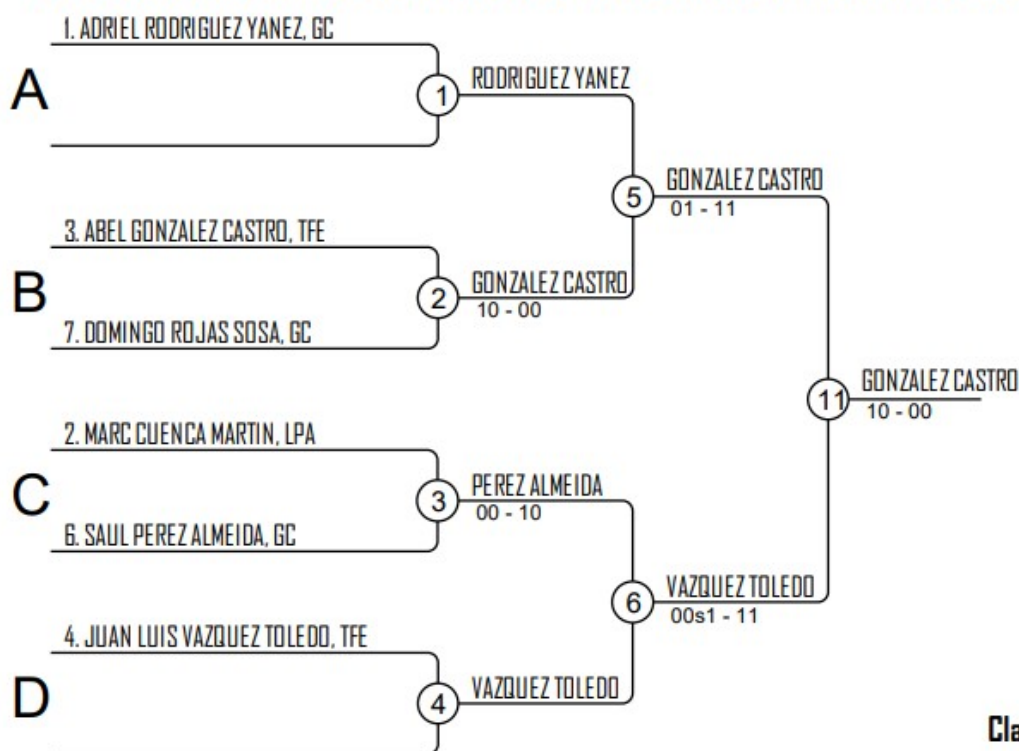 1. ADRIEL RODRIGUEZ YANEZ, GC
A
1
RODRIGUEZ YANEZ
5
GONZALEZ CASTRO
01 - 11
3. ABEL GONZALEZ CASTRO, TFE
B
2
GONZALEZ CASTRO
10 - 00
7. DOMINGO ROJAS SOSA, GC
11
GONZALEZ CASTRO
10 - 00
2. MARC CUENCA MARTIN, LPA
C
3
PEREZ ALMEIDA
00 - 10
6. SAUL PEREZ ALMEIDA, GC
6
VAZQUEZ TOLEDO
00s1 - 11
4. JUAN LUIS VAZQUEZ TOLEDO, TFE
D
4
VAZQUEZ TOLEDO
Cla